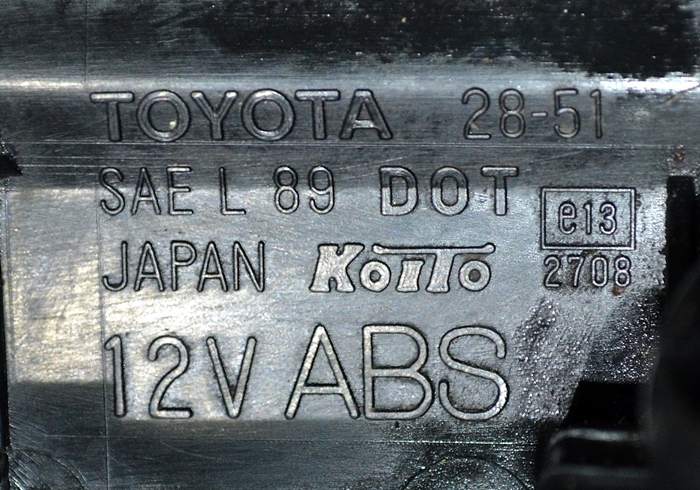 TOYOTA 28-51
SAE L 89 DOT
e13
JAPAN KOITO 2708
12V ABS